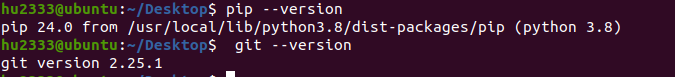 hu2333@ubuntu:~/Desktop$ pip --version
pip 24.0 from /usr/local/lib/python3.8/dist-packages/pip (python 3.8)
hu2333@ubuntu:~/Desktop$  git --version
git version 2.25.1